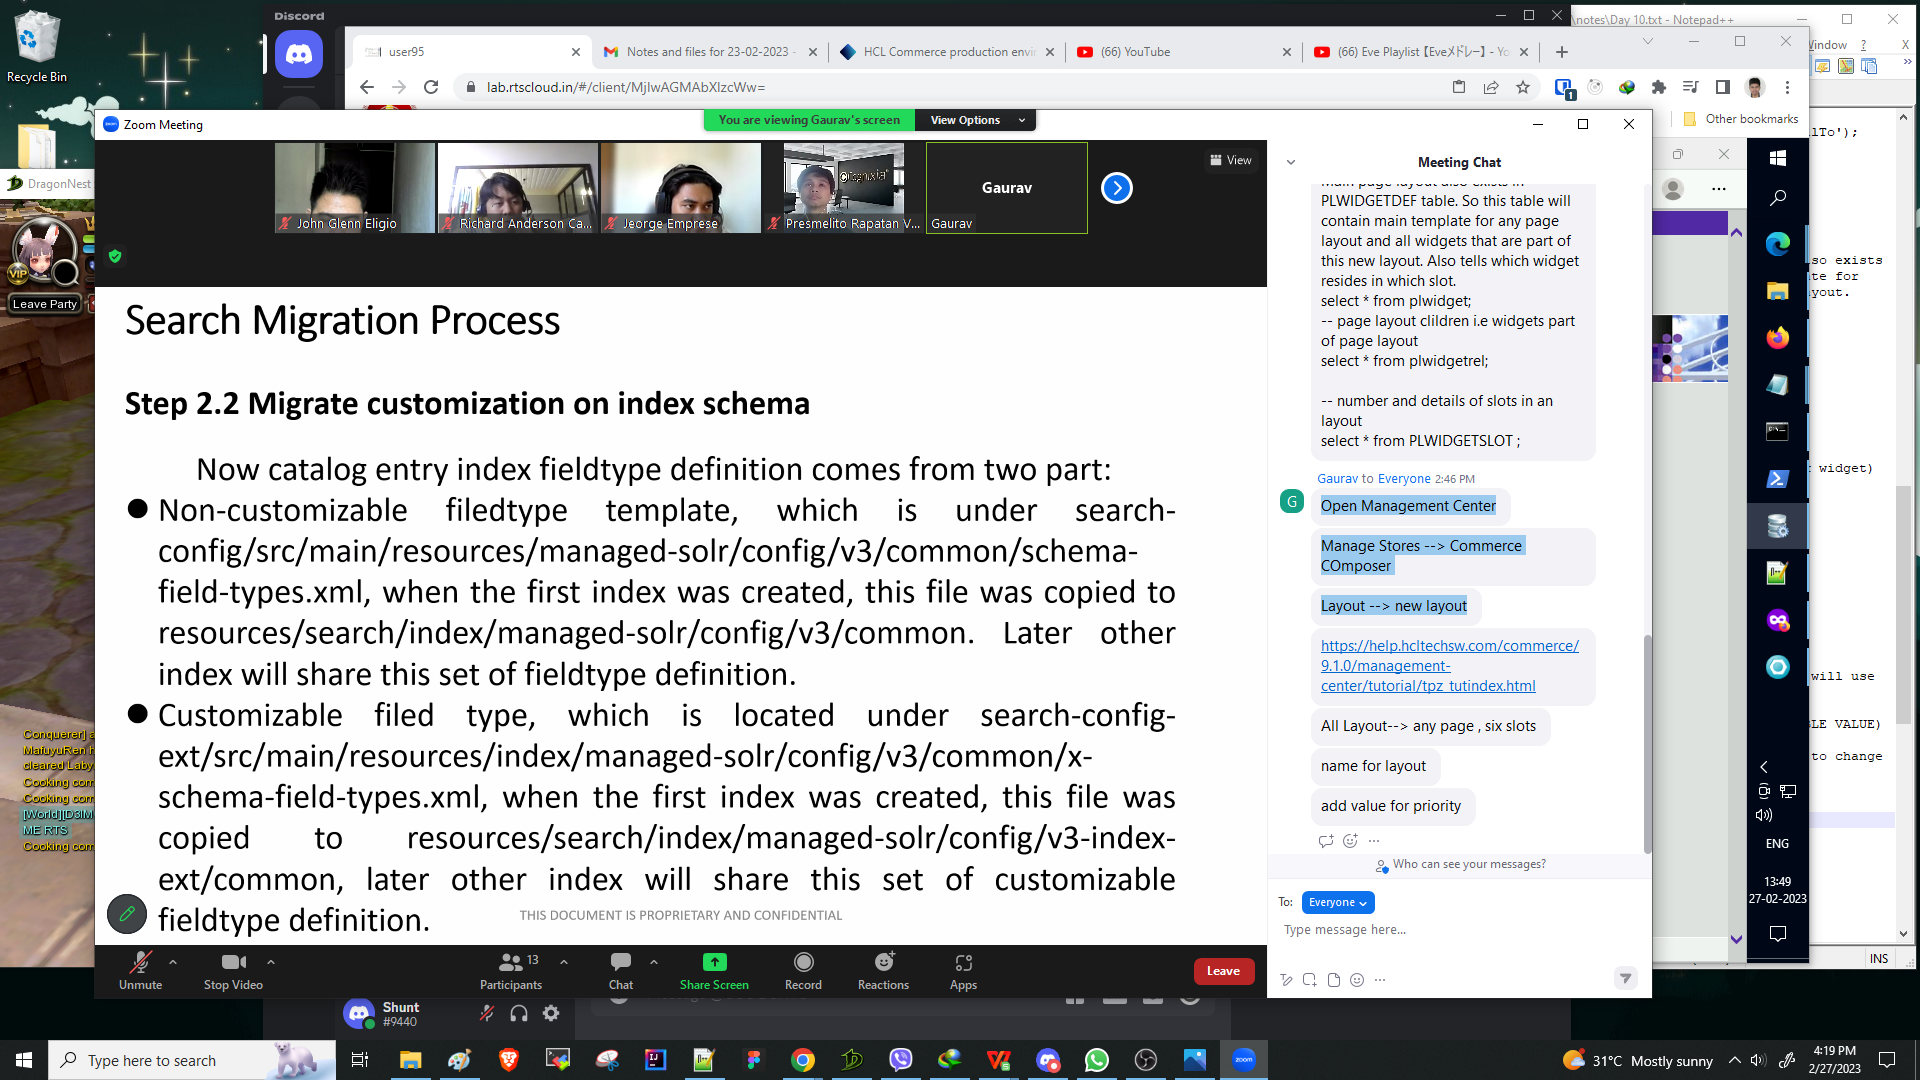 Recycle Bin
Discord
user95
Notes and files for 23-02-2023 -
HCL Commerce production envi
(66) YouTube
(66) Eve Playlist【Eveメドレー】 - Yo
\notes\Day 10.txt - Notepad++
Window ?
X
lab.rtscloud.in/#/client/MjIwAGMAbXlzcWw=
1
Other bookmarks
Zoom Meeting
You are viewing Gaurav's screen
View Options
View
John Glenn Eligio
Richard Anderson Ca...
Jeorge Emprese
Presmelito Rapatan V...
Cognixia
Gaurav
Gaurav
DragonNest
VIP
Leave Party
Search Migration Process
Step 2.2 Migrate customization on index schema
Now catalog entry index fieldtype definition comes from two part:
● Non-customizable filedtype template, which is under search-
config/src/main/resources/managed-solr/config/v3/common/schema-
field-types.xml, when the first index was created, this file was copied to
resources/search/index/managed-solr/config/v3/common. Later other
index will share this set of fieldtype definition.
● Customizable filed type, which is located under search-config-
ext/src/main/resources/index/managed-solr/config/v3/common/x-
schema-field-types.xml, when the first index was created, this file was
copied to resources/search/index/managed-solr/config/v3-index-
ext/common, later other index will share this set of customizable
fieldtype definition.
THIS DOCUMENT IS PROPRIETARY AND CONFIDENTIAL
Conquerer] a
MafuyuRen h
cleared Laby
Cooking com
Cooking com
[World][D3IM
ME RTS
Cooking com
Meeting Chat
Main page layout also exists in
PLWIDGETDEF table. So this table will
contain main template for any page
layout and all widgets that are part of
this new layout. Also tells which widget
resides in which slot.
select * from plwidget;
-- page layout clildren i.e widgets part
of page layout
select * from plwidgetrel;
-- number and details of slots in an
layout
select * from PLWIDGETSLOT ;
Gaurav to Everyone 2:46 PM
G
Open Management Center
Manage Stores --> Commerce
COmposer
Layout --> new layout
https://help.hcltechsw.com/commerce/
9.1.0/management-
center/tutorial/tpz_tutindex.html
All Layout--> any page , six slots
name for layout
add value for priority
Who can see your messages?
To: Everyone
Type message here...
llTo');
so exists
te for
yout.
widget)
will use
BLE VALUE)
to change
ENG
13:49
27-02-2023
INS
Unmute
Stop Video
13
Participants
Chat
Share Screen
Record
Reactions
Apps
Leave
Shunt
#9440
Type here to search
31°C Mostly sunny
4:19 PM
2/27/2023
zoom